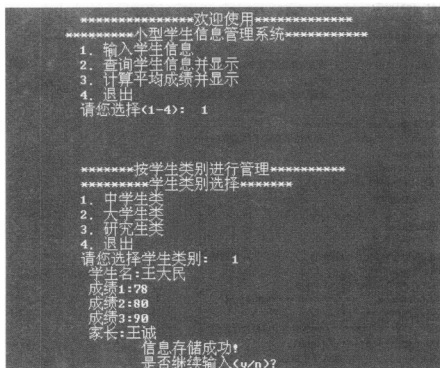 ***************欢迎使用*************
*********小型学生信息管理系统***********
1. 输入学生信息
2. 查询学生信息并显示
3. 计算平均成绩并显示
4. 退出
请您选择(1-4): 1
*******按学生类别进行管理**********
*********学生类别选择*******
1. 中学生类
2. 大学生类
3. 研究生类
4. 退出
请您选择学生类别: 1
学生名:王大民
成绩1:78
成绩2:80
成绩3:90
家长:王诚
信息存储成功!
是否继续输入(y/n)?